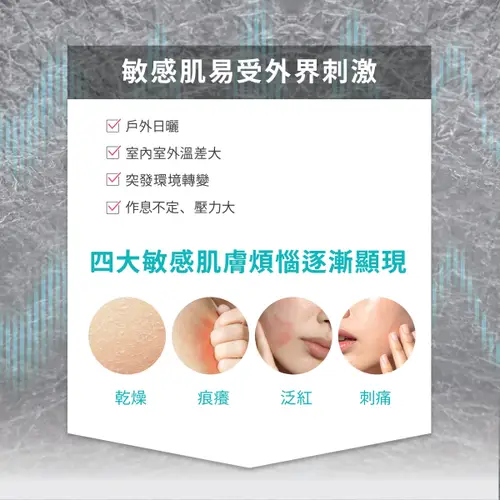 敏感肌易受外界刺激
戶外日曬
室內室外溫差大
突發環境轉變
作息不定、壓力大
四大敏感肌膚煩惱逐漸顯現
乾燥
痕癢
泛紅
刺痛